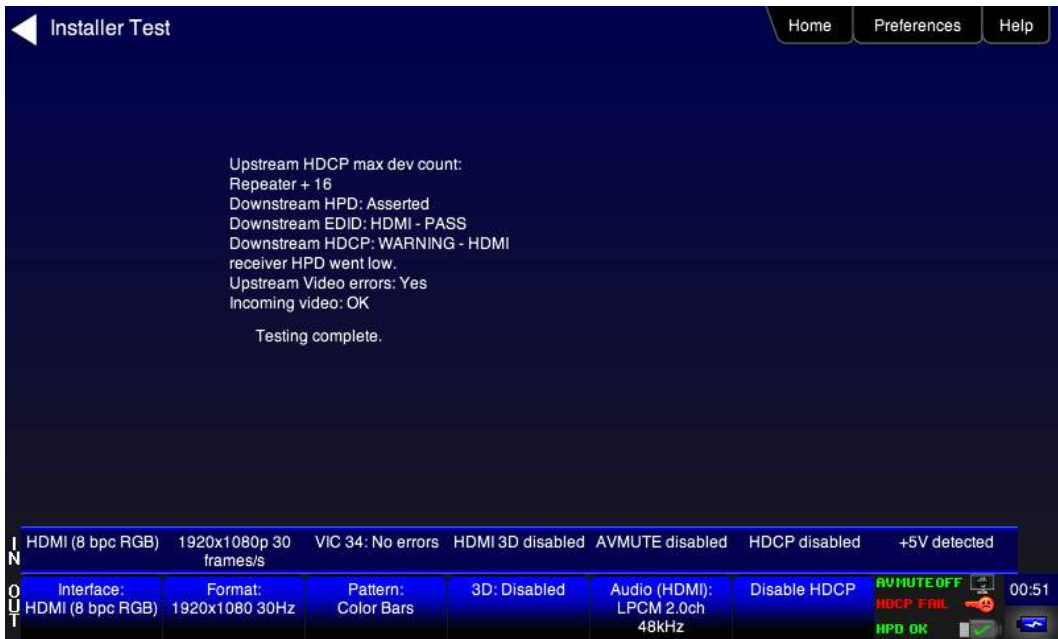 Installer Test
Home
Preferences
Help
Upstream HDCP max dev count:
Repeater + 16
Downstream HPD: Asserted
Downstream EDID: HDMI - PASS
Downstream HDCP: WARNING - HDMI
receiver HPD went low.
Upstream Video errors: Yes
Incoming video: OK
Testing complete.
IN
HDMI (8 bpc RGB)
1920x1080p 30
frames/s
VIC 34: No errors
HDMI 3D disabled
AVMUTE disabled
HDCP disabled
+5V detected
OUT
Interface:
HDMI (8 bpc RGB)
Format:
1920x1080 30Hz
Pattern:
Color Bars
3D: Disabled
Audio (HDMI):
LPCM 2.0ch
48kHz
Disable HDCP
AVMUTE OFF
HDCP FAIL
HPD OK
00:51